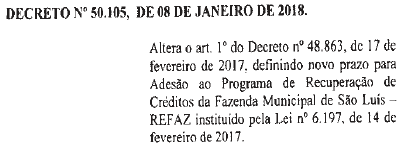 DECRETO Nº 50.105, DE 08 DE JANEIRO DE 2018.
Altera o art. 1º do Decreto nº 48.863, de 17 de
fevereiro de 2017, definindo novo prazo para
Adesão ao Programa de Recuperação de
Créditos da Fazenda Municipal de São Luis –
REFAZ instituído pela Lei nº 6.197, de 14 de
fevereiro de 2017.